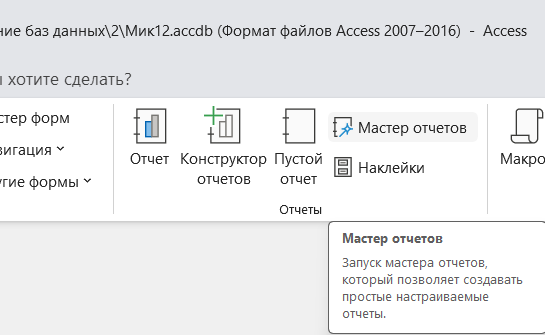 ние баз данных\2\Мик12.accdb (Формат файлов Access 2007–2016) - Access
ы хотите сделать?
стер форм
вигация
угие формы
Отчет
Конструктор
отчетов
Пустой
отчет
Мастер отчетов
Наклейки
Макро
Отчеты
Мастер отчетов
Запуск мастера отчетов,
который позволяет создавать
простые настраиваемые
отчеты.